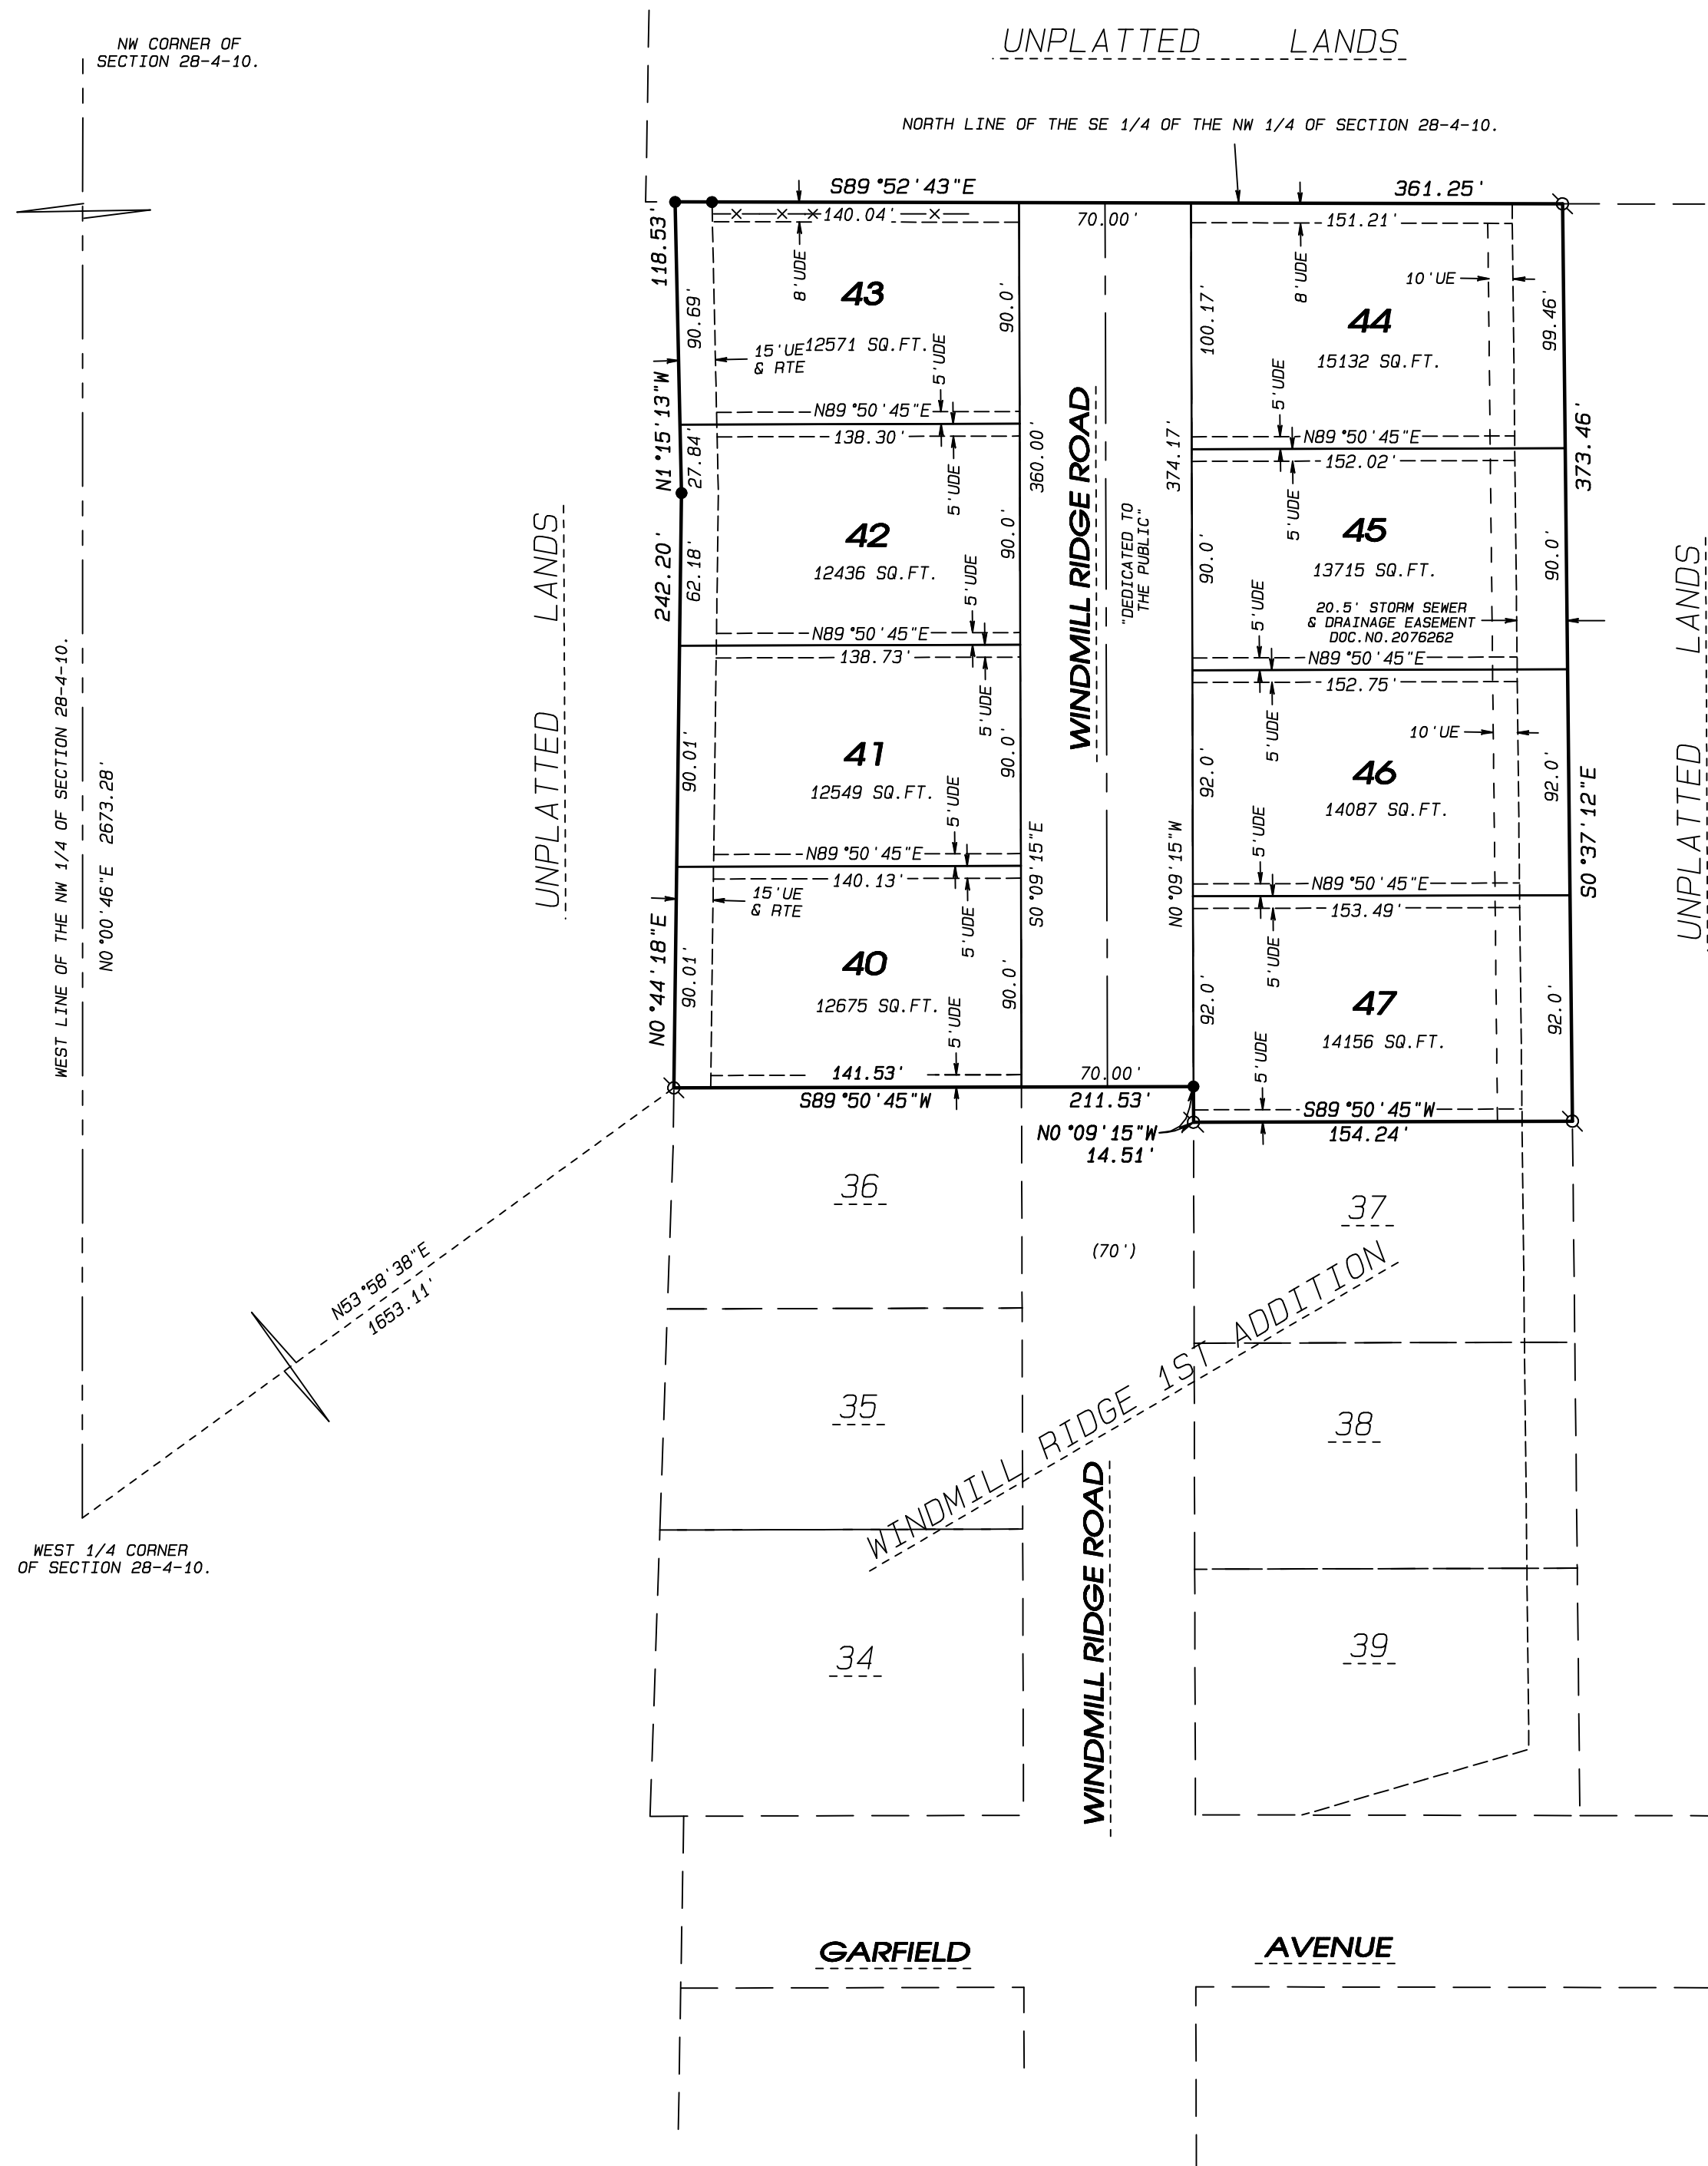 UNPLATTED LANDS
NW CORNER OF
SECTION 28-4-10.
NORTH LINE OF THE SE 1/4 OF THE NW 1/4 OF SECTION 28-4-10.
S89°52'43"E
361.25'
118.53'
140.04'
70.00'
151.21'
8'UDE
8'UDE
10'UE
43
12571 SQ.FT.
90.69'
90.0'
15'UE
& RTE
5'UDE
N89°50'45"E
138.30'
5'UDE
44
15132 SQ.FT.
100.17'
99.46'
5'UDE
N89°50'45"E
152.02'
5'UDE
N1°15'13"W
27.84'
360.00'
374.17'
373.46'
WINDMILL RIDGE ROAD
"DEDICATED TO
THE PUBLIC"
42
12436 SQ.FT.
242.20'
62.18'
90.0'
5'UDE
N89°50'45"E
138.73'
5'UDE
45
13715 SQ.FT.
90.0'
90.0'
20.5' STORM SEWER
& DRAINAGE EASEMENT
DOC.NO.2076262
5'UDE
N89°50'45"E
152.75'
5'UDE
10'UE
UNPLATTED LANDS
UNPLATTED LANDS
WEST LINE OF THE NW 1/4 OF SECTION 28-4-10.
N0°00'46"E 2673.28'
41
12549 SQ.FT.
90.01'
90.0'
5'UDE
N89°50'45"E
140.13'
5'UDE
15'UE
& RTE
46
14087 SQ.FT.
92.0'
92.0'
S0°37'12"E
5'UDE
N89°50'45"E
153.49'
5'UDE
S0°09'15"E
N0°09'15"W
N0°44'18"E
40
12675 SQ.FT.
90.01'
90.0'
5'UDE
141.53'
70.00'
S89°50'45"W
211.53'
47
14156 SQ.FT.
92.0'
92.0'
5'UDE
S89°50'45"W
154.24'
N0°09'15"W
14.51'
36
37
(70')
N53°58'38"E
1653.11'
WINDMILL RIDGE 1ST ADDITION
35
38
WEST 1/4 CORNER
OF SECTION 28-4-10.
WINDMILL RIDGE ROAD
34
39
GARFIELD AVENUE